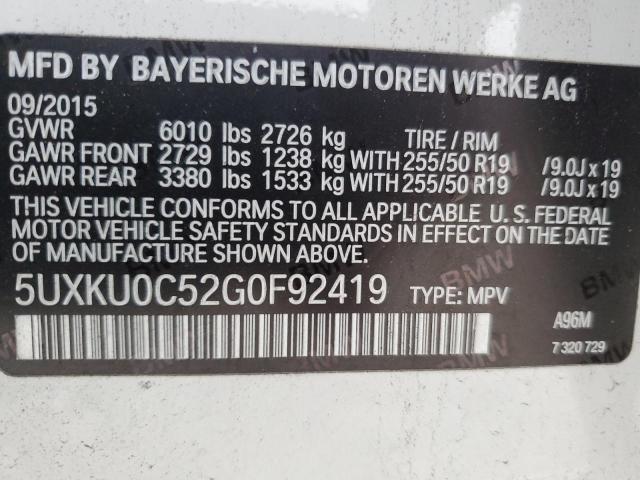 MFD BY BAYERISCHE MOTOREN WERKE AG
09/2015
GVWR 6010 lbs 2726 kg TIRE / RIM
GAWR FRONT 2729 lbs 1238 kg WITH 255/50 R19 /9.0J x 19
GAWR REAR 3380 lbs 1533 kg WITH 255/50 R19 /9.0J x 19
THIS VEHICLE CONFORMS TO ALL APPLICABLE U. S. FEDERAL
MOTOR VEHICLE SAFETY STANDARDS IN EFFECT ON THE DATE
OF MANUFACTURE SHOWN ABOVE.
5UXKU0C52G0F92419 TYPE: MPV
A96M
7 320 729